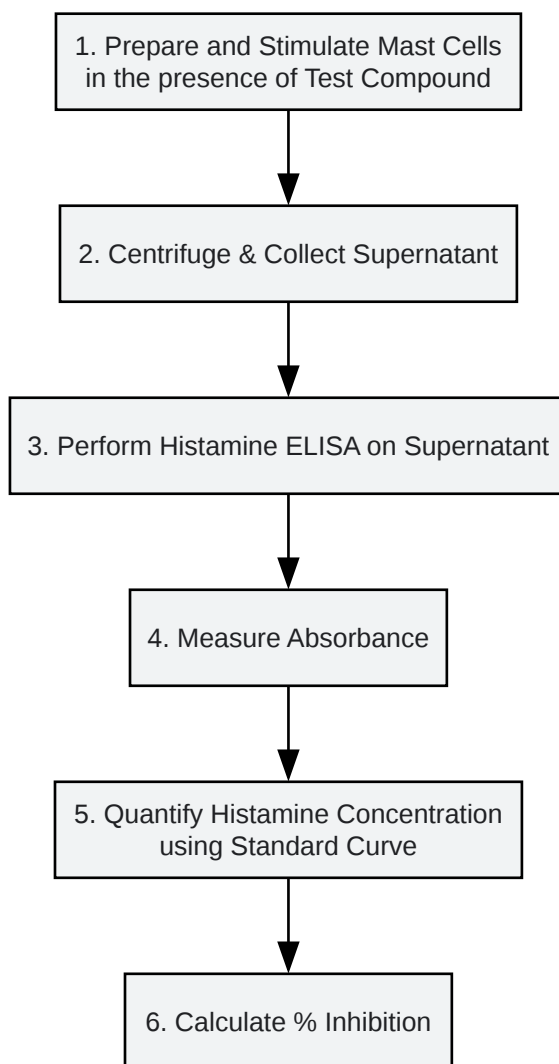 1. Prepare and Stimulate Mast Cells
in the presence of Test Compound
2. Centrifuge & Collect Supernatant
3. Perform Histamine ELISA on Supernatant
4. Measure Absorbance
5. Quantify Histamine Concentration
using Standard Curve
6. Calculate % Inhibition